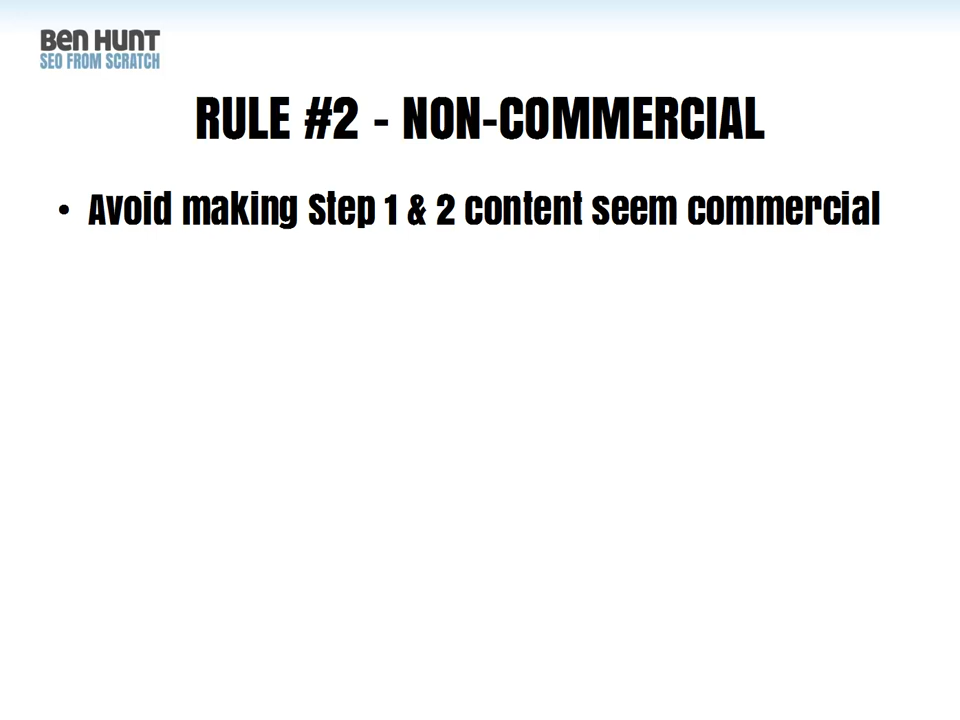 Ben Hunt
SEO FROM SCRATCH
RULE #2 - NON-COMMERCIAL
• Avoid making Step 1 & 2 content seem commercial